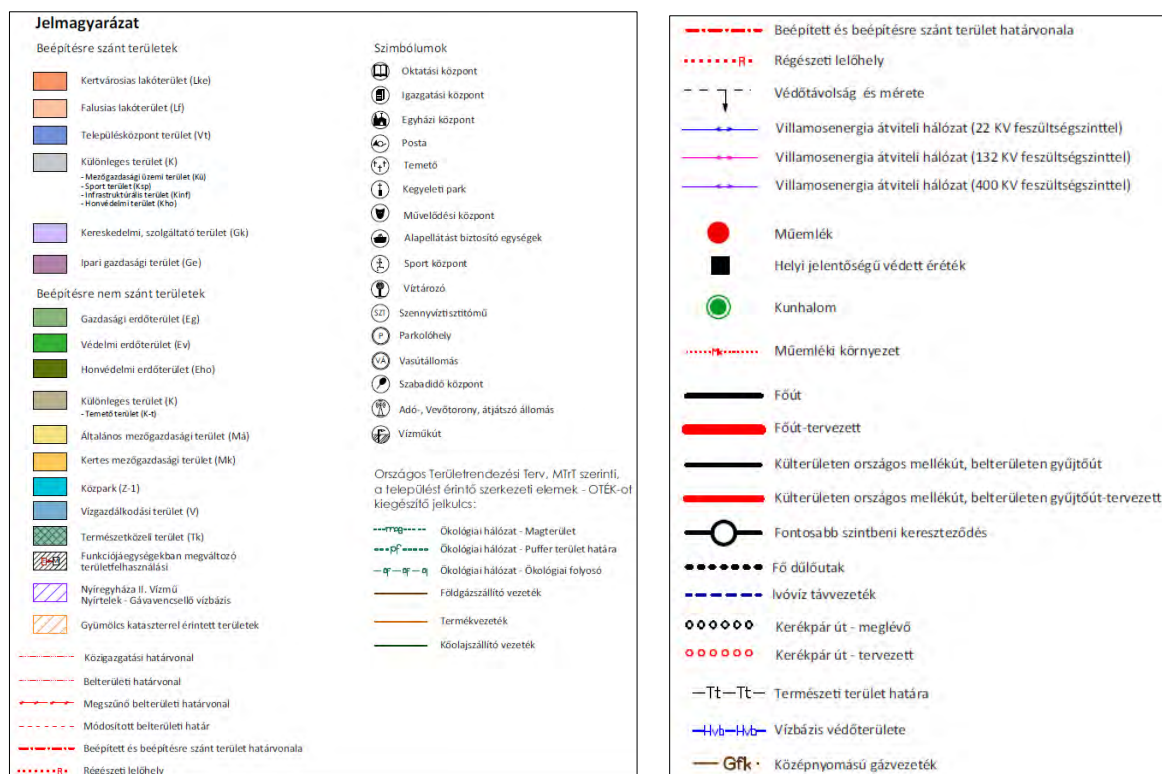 Jelmagyarázat
Beépítésre szánt területek
Kertvárosias lakóterület (Lke)
Falusias lakóterület (Lf)
Településközpont terület (Vt)
Különleges terület (K)
- Mezőgazdasági üzemi terület (Kü)
- Sport terület (Ksp)
- Infrastruktúrális terület (Kinf)
- Honvédelmi terület (Kho)
Kereskedelmi, szolgáltató terület (Gk)
Ipari gazdasági terület (Ge)
Beépítésre nem szánt területek
Gazdasági erdőterület (Eg)
Védelmi erdőterület (Ev)
Honvédelmi erdőterület (Eho)
Különleges terület (K)
- Temető terület (K-t)
Általános mezőgazdasági terület (Má)
Kertes mezőgazdasági terület (Mk)
Közpark (Z-1)
Vízgazdálkodási terület (V)
Természetközeli terület (Tk)
Funkciójaégységekban megváltozó
területfelhasználási
Nyíregyháza II. Vízmű
Nyírtelek - Gávavencsellő vízbázis
Gyümölcs kataszterrel érintett területek
Közigazgatási határvonal
Belterületi határvonal
Megszűnő belterületi határvonal
Módosított belterületi határ
Beépített és beépítésre szánt terület határvonala
R Régészeti lelőhely
Szimbólumok
Oktatási központ
Igazgatási központ
Egyházi központ
Posta
Temető
Kegyeleti park
Művelődési központ
Alapellátást biztosító egységek
Sport központ
Víztározó
SZT Szennyvíztisztítómű
P Parkolóhely
VÁ Vasútállomás
Szabadidő központ
Adó-, Vevőtorony, átjátszó állomás
Vízműkút
Országos Területrendezési Terv, MTrT szerinti,
a települést érintő szerkezeti elemek - OTÉK-ot
kiegészítő jelkulcs:
mag Ökológiai hálózat - Magterület
pf Ökológiai hálózat - Puffer terület határa
Ökológiai hálózat - Ökológiai folyosó
Földgázszállító vezeték
Termékvezeték
Kőolajszállító vezeték
Beépített és beépítésre szánt terület határvonala
R Régészeti lelőhely
Védőtávolság és mérete
Villamosenergia átviteli hálózat (22 KV feszültségszinttel)
Villamosenergia átviteli hálózat (132 KV feszültségszinttel)
Villamosenergia átviteli hálózat (400 KV feszültségszinttel)
Műemlék
Helyi jelentőségű védett éréték
Kunhalom
Mk Műemléki környezet
Főút
Főút-tervezett
Külterületen országos mellékút, belterületen gyűjtőút
Külterületen országos mellékút, belterületen gyűjtőút-tervezett
Fontosabb szintbeni kereszteződés
Fő dűlőutak
Ivóvíz távvezeték
Kerékpár út - meglévő
Kerékpár út - tervezett
Tt Tt Természeti terület határa
Hvb Hvb Vízbázis védőterülete
Gfk Középnyomású gázvezeték